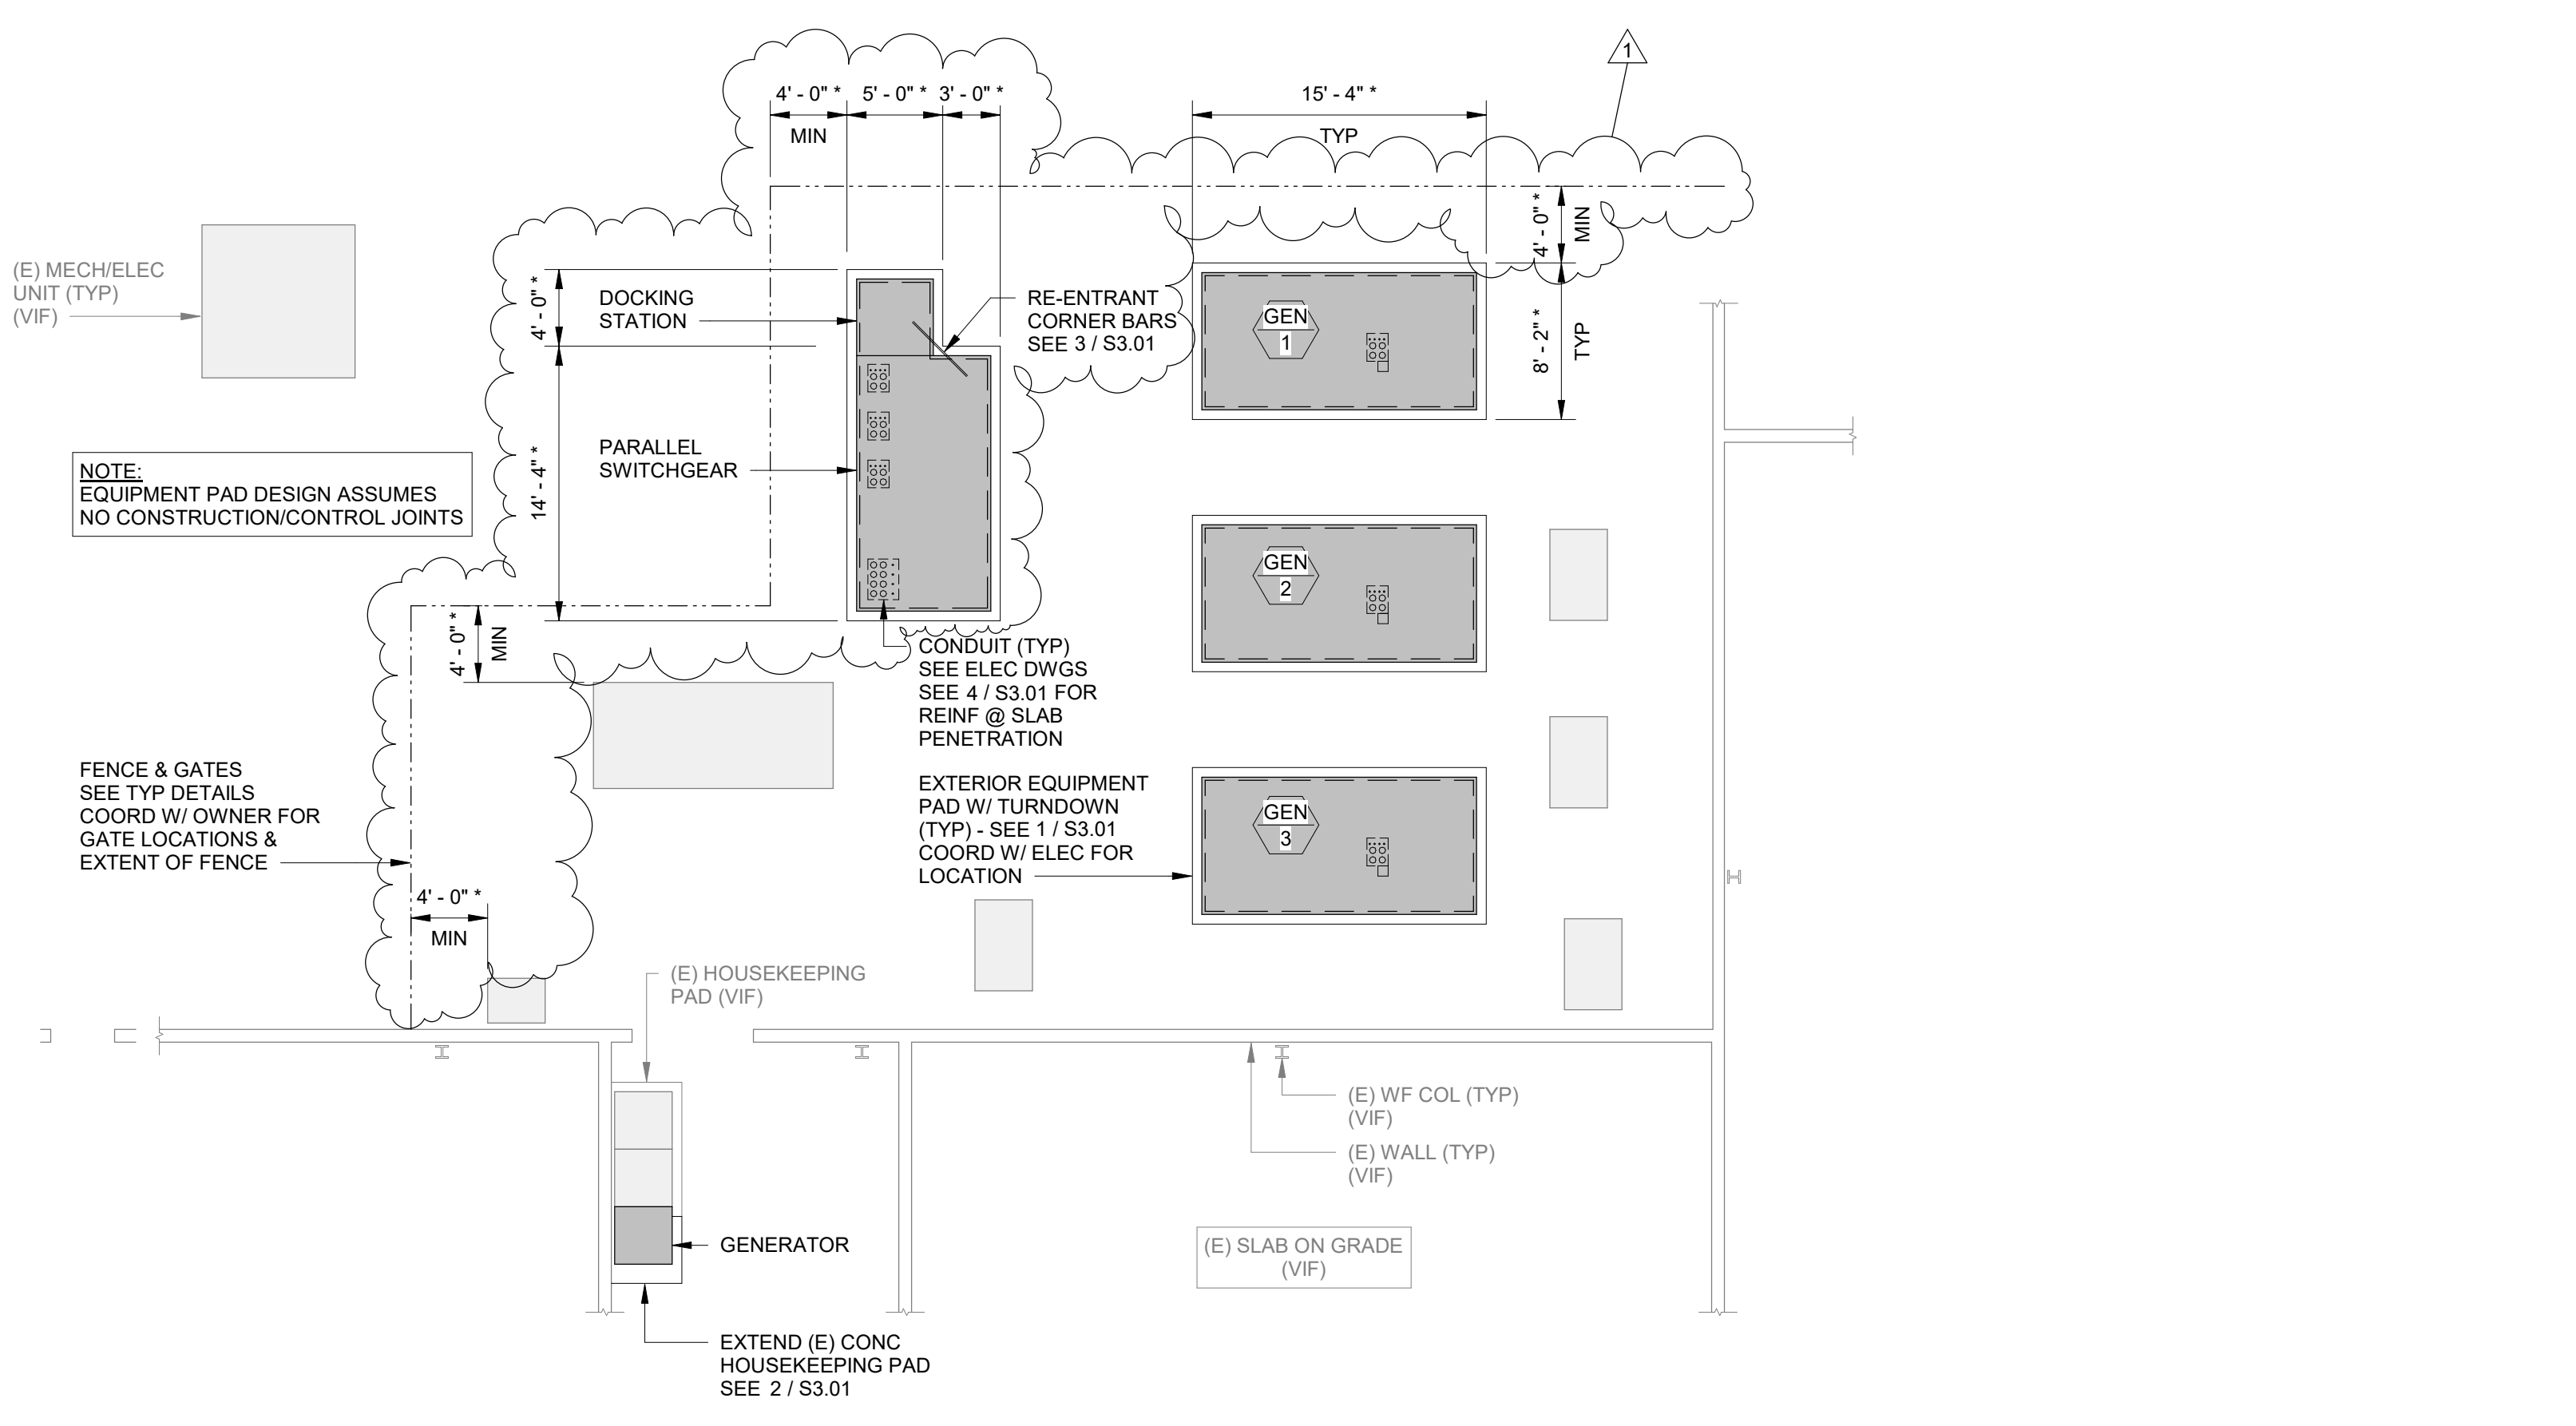 1
4' - 0" *
5' - 0" *
3' - 0" *
MIN
15' - 4" *
TYP
4' - 0" *
MIN
8' - 2" *
TYP
(E) MECH/ELEC
UNIT (TYP)
(VIF)
4' - 0" *
DOCKING
STATION
RE-ENTRANT
CORNER BARS
SEE 3 / S3.01
GEN
1
14' - 4" *
PARALLEL
SWITCHGEAR
NOTE:
EQUIPMENT PAD DESIGN ASSUMES
NO CONSTRUCTION/CONTROL JOINTS
GEN
2
4' - 0" *
MIN
CONDUIT (TYP)
SEE ELEC DWGS
SEE 4 / S3.01 FOR
REINF @ SLAB
PENETRATION
FENCE & GATES
SEE TYP DETAILS
COORD W/ OWNER FOR
GATE LOCATIONS &
EXTENT OF FENCE
EXTERIOR EQUIPMENT
PAD W/ TURNDOWN
(TYP) - SEE 1 / S3.01
COORD W/ ELEC FOR
LOCATION
GEN
3
4' - 0" *
MIN
(E) HOUSEKEEPING
PAD (VIF)
(E) WF COL (TYP)
(VIF)
(E) WALL (TYP)
(VIF)
GENERATOR
(E) SLAB ON GRADE
(VIF)
EXTEND (E) CONC
HOUSEKEEPING PAD
SEE 2 / S3.01